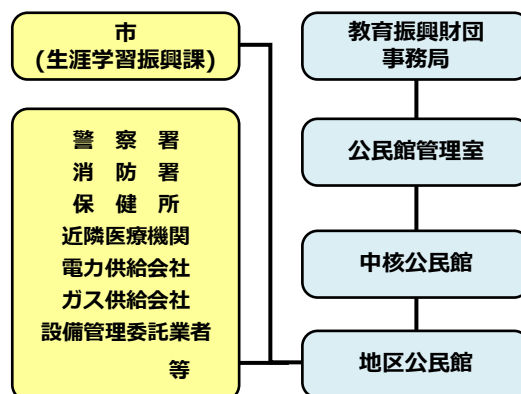 市
(生涯学習振興課)
警　察　署
消　防　署
保　健　所
近隣医療機関
電力供給会社
ガス供給会社
設備管理委託業者
等
教育振興財団
事務局
公民館管理室
中核公民館
地区公民館